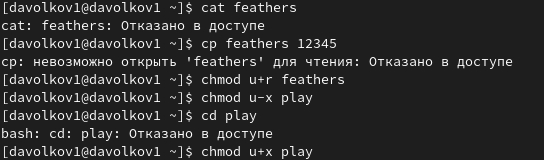 [davolkov1@davolkov1 ~]$ cat feathers
cat: feathers: Отказано в доступе
[davolkov1@davolkov1 ~]$ cp feathers 12345
cp: невозможно открыть 'feathers' для чтения: Отказано в доступе
[davolkov1@davolkov1 ~]$ chmod u+r feathers
[davolkov1@davolkov1 ~]$ chmod u-x play
[davolkov1@davolkov1 ~]$ cd play
bash: cd: play: Отказано в доступе
[davolkov1@davolkov1 ~]$ chmod u+x play